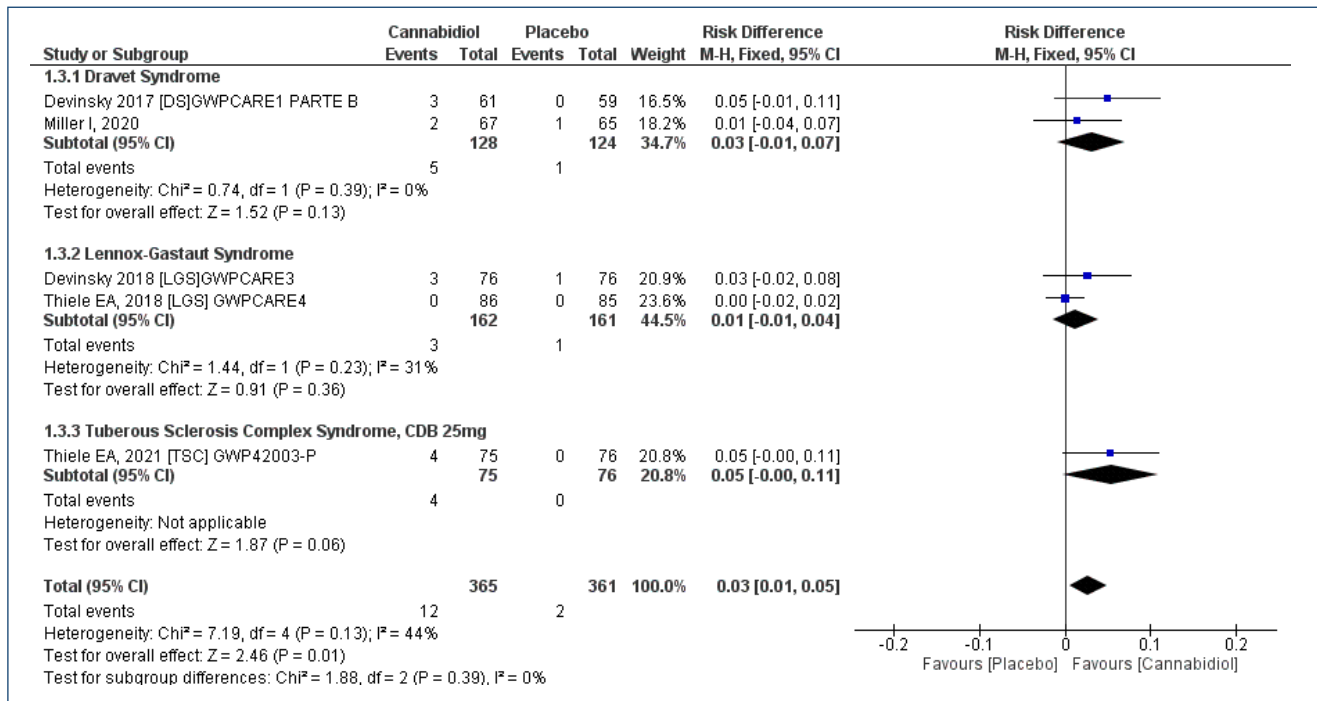 Cannabidiol Placebo Risk Difference Risk Difference
Study or Subgroup Events Total Events Total Weight M-H, Fixed, 95% CI M-H, Fixed, 95% CI
1.3.1 Dravet Syndrome
Devinsky 2017 [DS]GWPCARE1 PARTE B 3 61 0 59 16.5% 0.05 [-0.01, 0.11]
Miller I, 2020 2 67 1 65 18.2% 0.01 [-0.04, 0.07]
Subtotal (95% CI) 128 124 34.7% 0.03 [-0.01, 0.07]
Total events 5 1
Heterogeneity: Chi² = 0.74, df = 1 (P = 0.39); I² = 0%
Test for overall effect: Z = 1.52 (P = 0.13)
1.3.2 Lennox-Gastaut Syndrome
Devinsky 2018 [LGS]GWPCARE3 3 76 1 76 20.9% 0.03 [-0.02, 0.08]
Thiele EA, 2018 [LGS] GWPCARE4 0 86 0 85 23.6% 0.00 [-0.02, 0.02]
Subtotal (95% CI) 162 161 44.5% 0.01 [-0.01, 0.04]
Total events 3 1
Heterogeneity: Chi² = 1.44, df = 1 (P = 0.23); I² = 31%
Test for overall effect: Z = 0.91 (P = 0.36)
1.3.3 Tuberous Sclerosis Complex Syndrome, CDB 25mg
Thiele EA, 2021 [TSC] GWP42003-P 4 75 0 76 20.8% 0.05 [-0.00, 0.11]
Subtotal (95% CI) 75 76 20.8% 0.05 [-0.00, 0.11]
Total events 4 0
Heterogeneity: Not applicable
Test for overall effect: Z = 1.87 (P = 0.06)
Total (95% CI) 365 361 100.0% 0.03 [0.01, 0.05]
Total events 12 2
Heterogeneity: Chi² = 7.19, df = 4 (P = 0.13); I² = 44%
Test for overall effect: Z = 2.46 (P = 0.01)
Test for subgroup differences: Chi² = 1.88, df = 2 (P = 0.39), I² = 0%
-0.2 -0.1 0 0.1 0.2
Favours [Placebo] Favours [Cannabidiol]